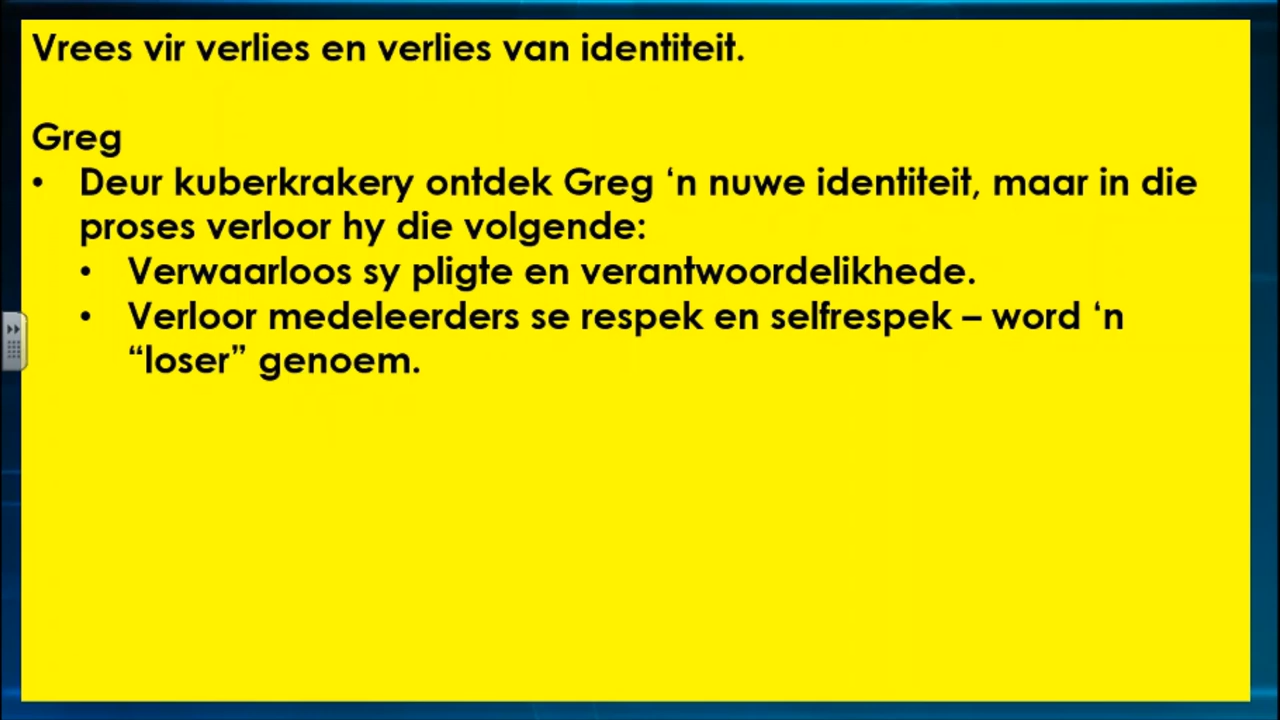 Vrees vir verlies en verlies van identiteit.
Greg
• Deur kuberkrakery ontdek Greg ‘n nuwe identiteit, maar in die
proses verloor hy die volgende:
• Verwaarloos sy pligte en verantwoordelikhede.
• Verloor medeleerders se respek en selfrespek – word ‘n
“loser” genoem.